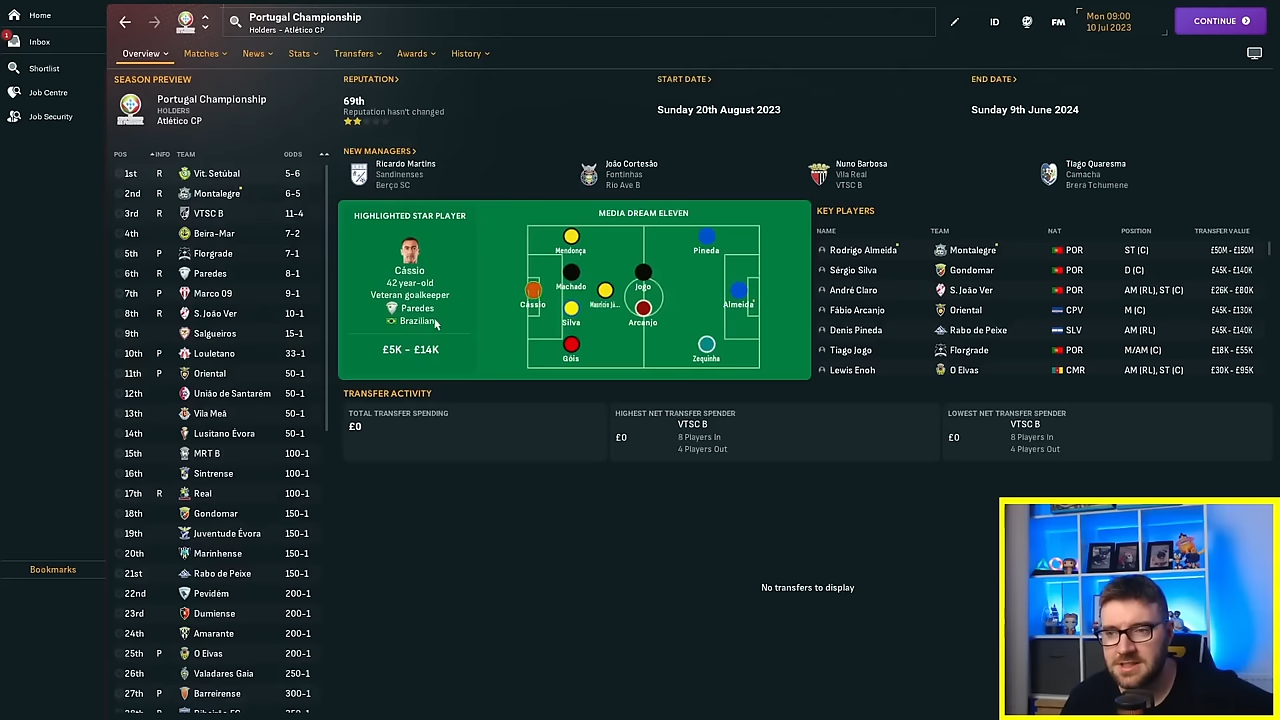 Home
Inbox
1
Shortlist
Job Centre
Job Security
Bookmarks
Portugal Championship
Holders - Atlético CP
ID
FM
Mon 09:00
10 Jul 2023
CONTINUE
Overview
Matches
News
Stats
Transfers
Awards
History
SEASON PREVIEW
Portugal Championship
HOLDERS
Atlético CP
REPUTATION>
69th
Reputation hasn't changed
START DATE>
Sunday 20th August 2023
END DATE>
Sunday 9th June 2024
POS INFO TEAM ODDS
1st R Vit. Setúbal 5-6
2nd R Montalegre 6-5
3rd R VTSC B 11-4
4th Beira-Mar 7-2
5th P Florgrade 7-1
6th R Paredes 8-1
7th P Marco 09 9-1
8th R S. João Ver 10-1
9th Salgueiros 15-1
10th P Louletano 33-1
11th P Oriental 50-1
12th União de Santarém 50-1
13th Vila Meã 50-1
14th Lusitano Évora 50-1
15th MRT B 100-1
16th Sintrense 100-1
17th R Real 100-1
18th Gondomar 150-1
19th Juventude Évora 150-1
20th Marinhense 150-1
21st Rabo de Peixe 150-1
22nd Pevidém 200-1
23rd Dumiense 200-1
24th Amarante 200-1
25th P O Elvas 200-1
26th Valadares Gaia 250-1
27th P Barreirense 300-1
NEW MANAGERS>
Ricardo Martins
Sandinenses
Berço SC
João Cortesão
Fontinhas
Rio Ave B
Nuno Barbosa
Vila Real
VTSC B
Tiago Quaresma
Camacha
Brera Tchumene
HIGHLIGHTED STAR PLAYER
Cássio
42 year-old
Veteran goalkeeper
Paredes
Brazilian
£5K - £14K
MEDIA DREAM ELEVEN
Mendonça
Pineda
Machado
Jogo
Cássio
Almeida
Silva
Arcanjo
Góis
Zequinha
KEY PLAYERS
NAME TEAM NAT POSITION TRANSFER VALUE
Rodrigo Almeida Montalegre POR ST (C) £50M - £150M
Sérgio Silva Gondomar POR D (C) £45K - £140K
André Claro S. João Ver POR AM (RL), ST (C) £26K - £80K
Fábio Arcanjo Oriental CPV M (C) £45K - £130K
Denis Pineda Rabo de Peixe SLV AM (RL) £45K - £140K
Tiago Jogo Florgrade POR M/AM (C) £18K - £55K
Lewis Enoh O Elvas CMR AM (RL), ST (C) £30K - £95K
TRANSFER ACTIVITY
TOTAL TRANSFER SPENDING
£0
HIGHEST NET TRANSFER SPENDER
VTSC B
£0
8 Players In
4 Players Out
LOWEST NET TRANSFER SPENDER
VTSC B
£0
8 Players In
4 Players Out
No transfers to display